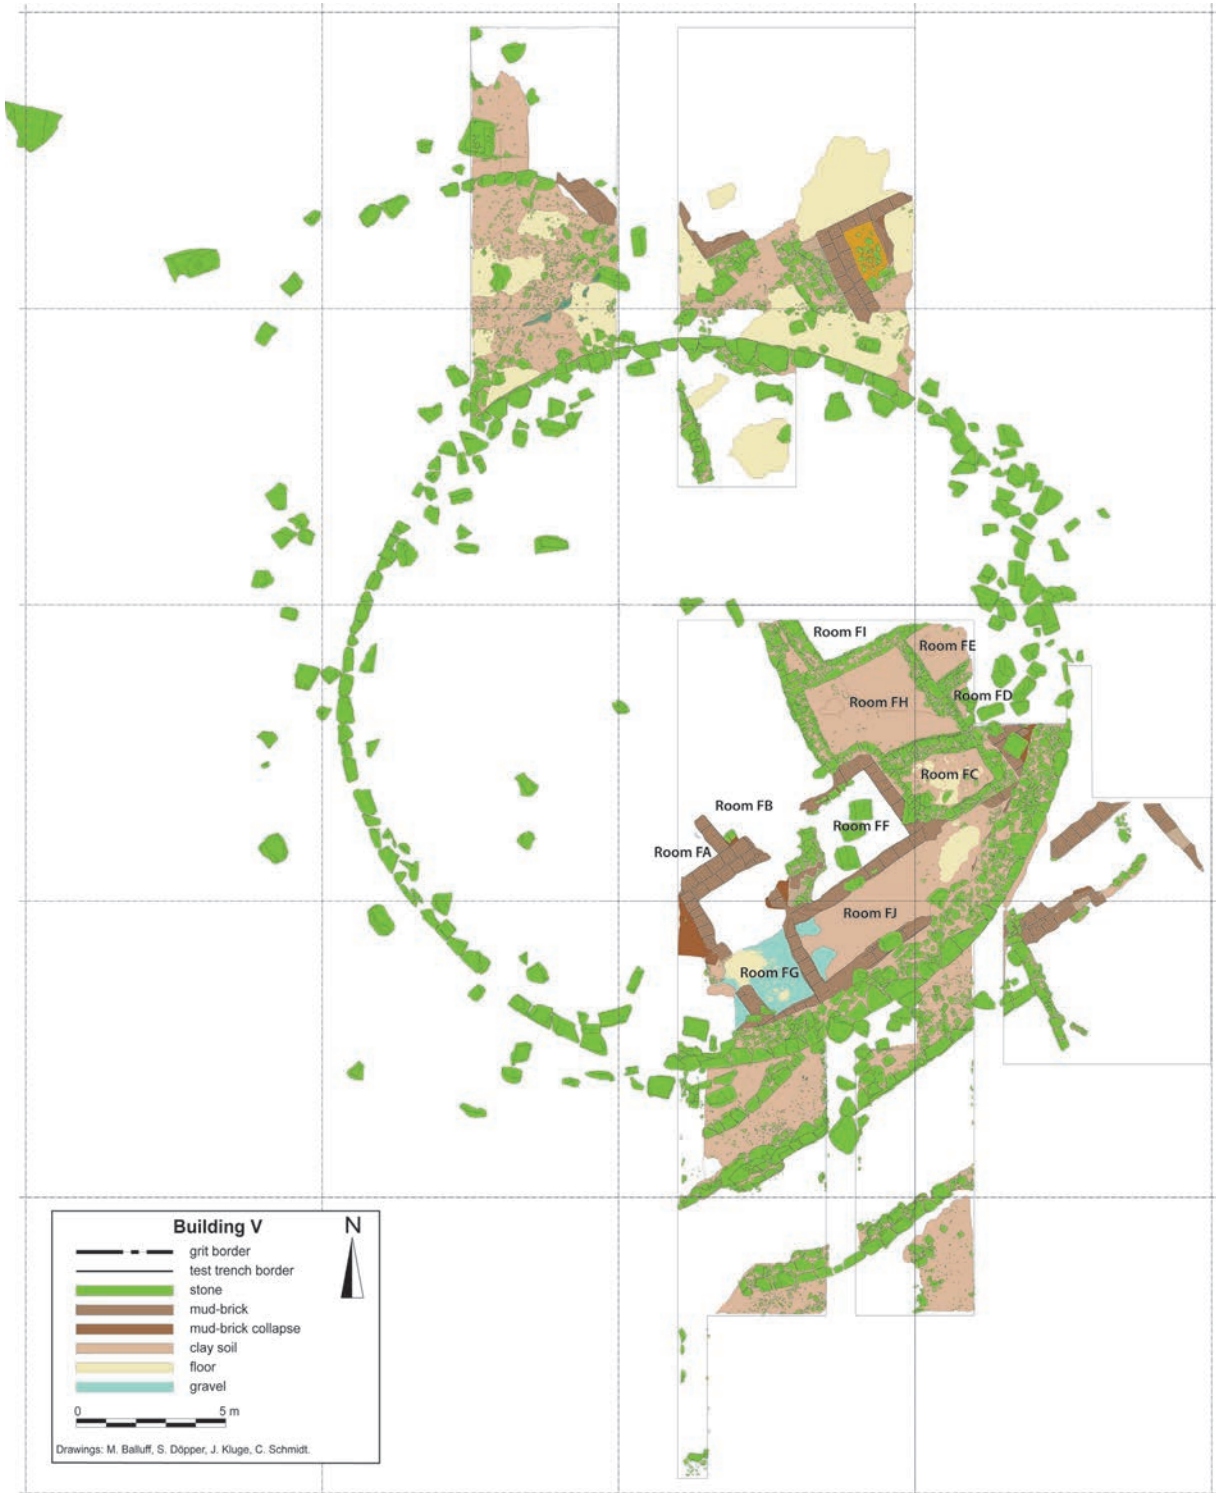 Room FI
Room FE
Room FD
Room FH
Room FC
Room FB
Room FF
Room FA
Room FJ
Room FG
Building V
N
grit border
test trench border
stone
mud-brick
mud-brick collapse
clay soil
floor
gravel
0 5 m
Drawings: M. Balluff, S. Döpper, J. Kluge, C. Schmidt.